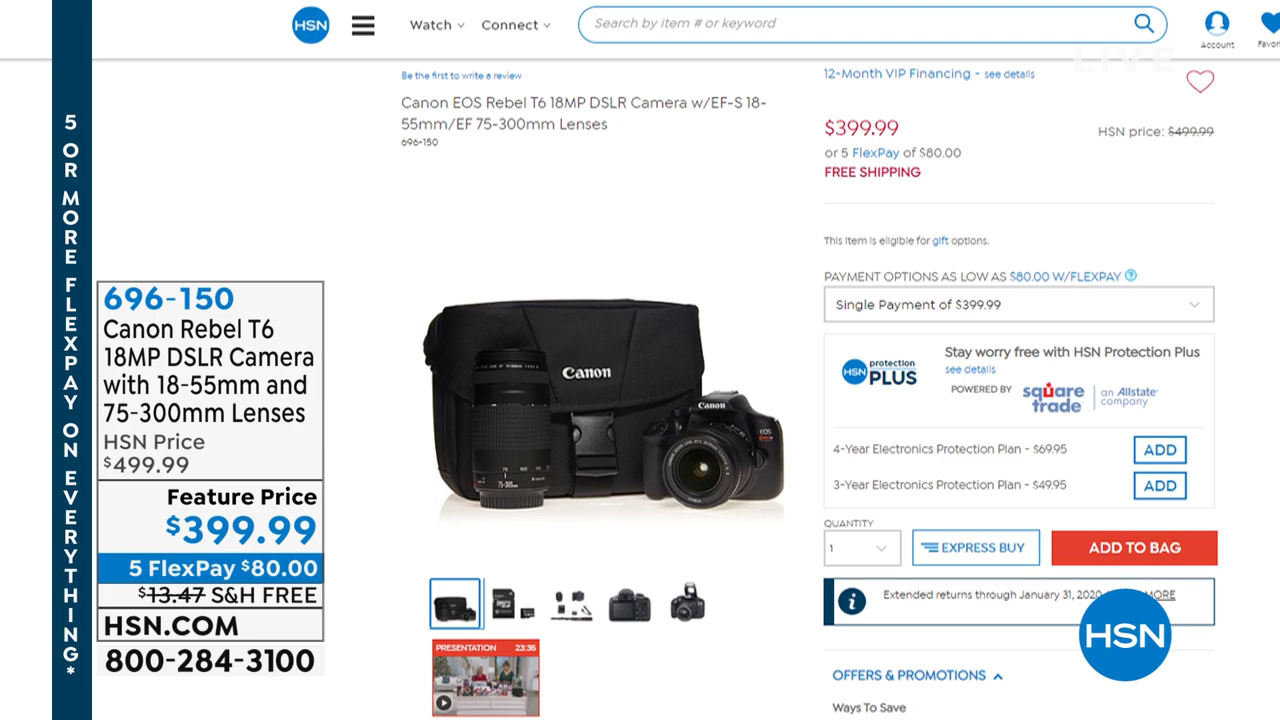 5 OR MORE FLEXPAY ON EVERYTHING*
HSN
Watch
Connect
Search by item # or keyword
Account
LIVE
Be the first to write a review
Canon EOS Rebel T6 18MP DSLR Camera w/EF-S 18-
55mm/EF 75-300mm Lenses
696-150
12-Month VIP Financing - see details
$399.99
HSN price: $499.99
or 5 FlexPay of $80.00
FREE SHIPPING
This item is eligible for gift options.
PAYMENT OPTIONS AS LOW AS $80.00 W/FLEXPAY ?
Single Payment of $399.99
HSN protection PLUS
Stay worry free with HSN Protection Plus
see details
POWERED BY square trade an Allstate company
4-Year Electronics Protection Plan - $69.95 ADD
3-Year Electronics Protection Plan - $49.95 ADD
QUANTITY
1
EXPRESS BUY
ADD TO BAG
Extended returns through January 31, 2020
MORE
HSN
OFFERS & PROMOTIONS
Ways To Save
Canon
Canon
EOS
75-300mm
PRESENTATION 23:36
696-150
Canon Rebel T6
18MP DSLR Camera
with 18-55mm and
75-300mm Lenses
HSN Price
$499.99
Feature Price
$399.99
5 FlexPay $80.00
$13.47 S&H FREE
HSN.COM
800-284-3100